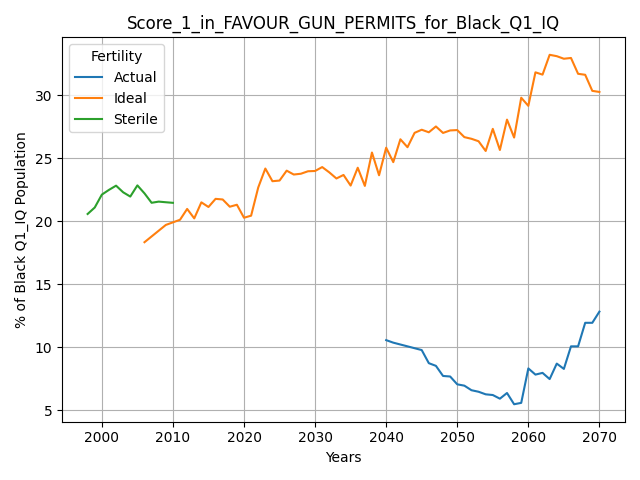 Score_1_in_FAVOUR_GUN_PERMITS_for_Black_Q1_IQ
Fertility
Actual
Ideal
Sterile
% of Black Q1_IQ Population
30
25
20
15
10
5
2000 2010 2020 2030 2040 2050 2060 2070
Years